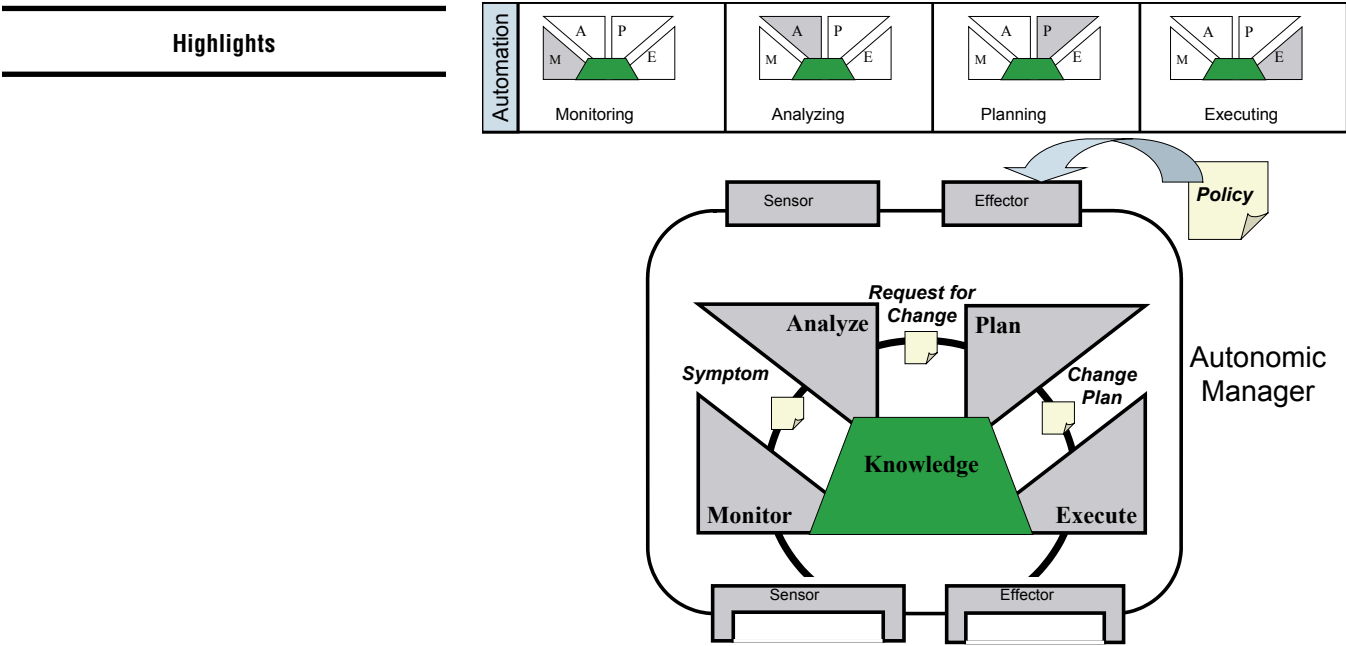 Highlights
Automation
A P
M E
Monitoring
A P
M E
Analyzing
A P
M E
Planning
A P
M E
Executing
Policy
Sensor
Effector
Request for
Change
Analyze
Plan
Symptom
Change
Plan
Autonomic
Manager
Knowledge
Monitor
Execute
Sensor
Effector